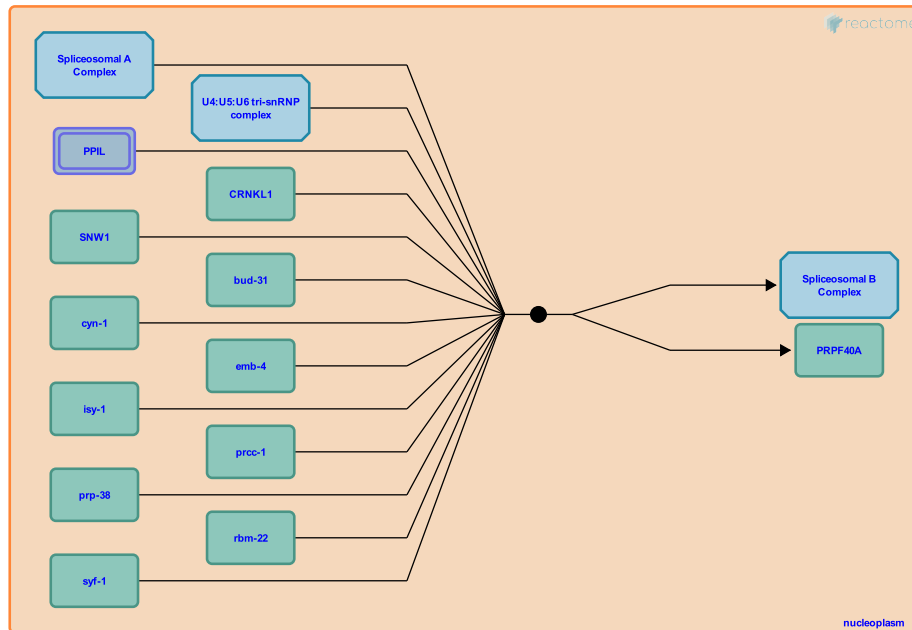 reactome
Spliceosomal A
Complex
U4:U5:U6 tri-snRNP
complex
PPIL
CRNKL1
SNW1
bud-31
cyn-1
emb-4
isy-1
prcc-1
prp-38
rbm-22
syf-1
Spliceosomal B
Complex
PRPF40A
nucleoplasm